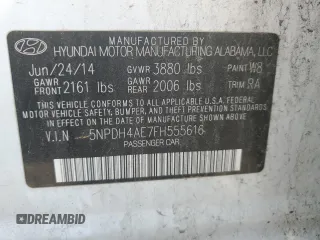 HYUNDAI MOTOR MANUFACTURING ALABAMA, LLC
Jun/24/14 GVWR 3880 lbs PAINT W8
GAWR FRONT 2161 lbs GAWR REAR 2006 lbs TRIM RA
THIS VEHICLE CONFORMS TO ALL APPLICABLE U.S.
FEDERAL MOTOR VEHICLE SAFETY, BUMPER, AND THEFT PREVENTION STANDARDS
IN EFFECT ON THE DATE OF MANUFACTURE SHOWN ABOVE.
V.I.N 5NPDH4AE7FH555616
PASSENGER CAR
DREAMBID